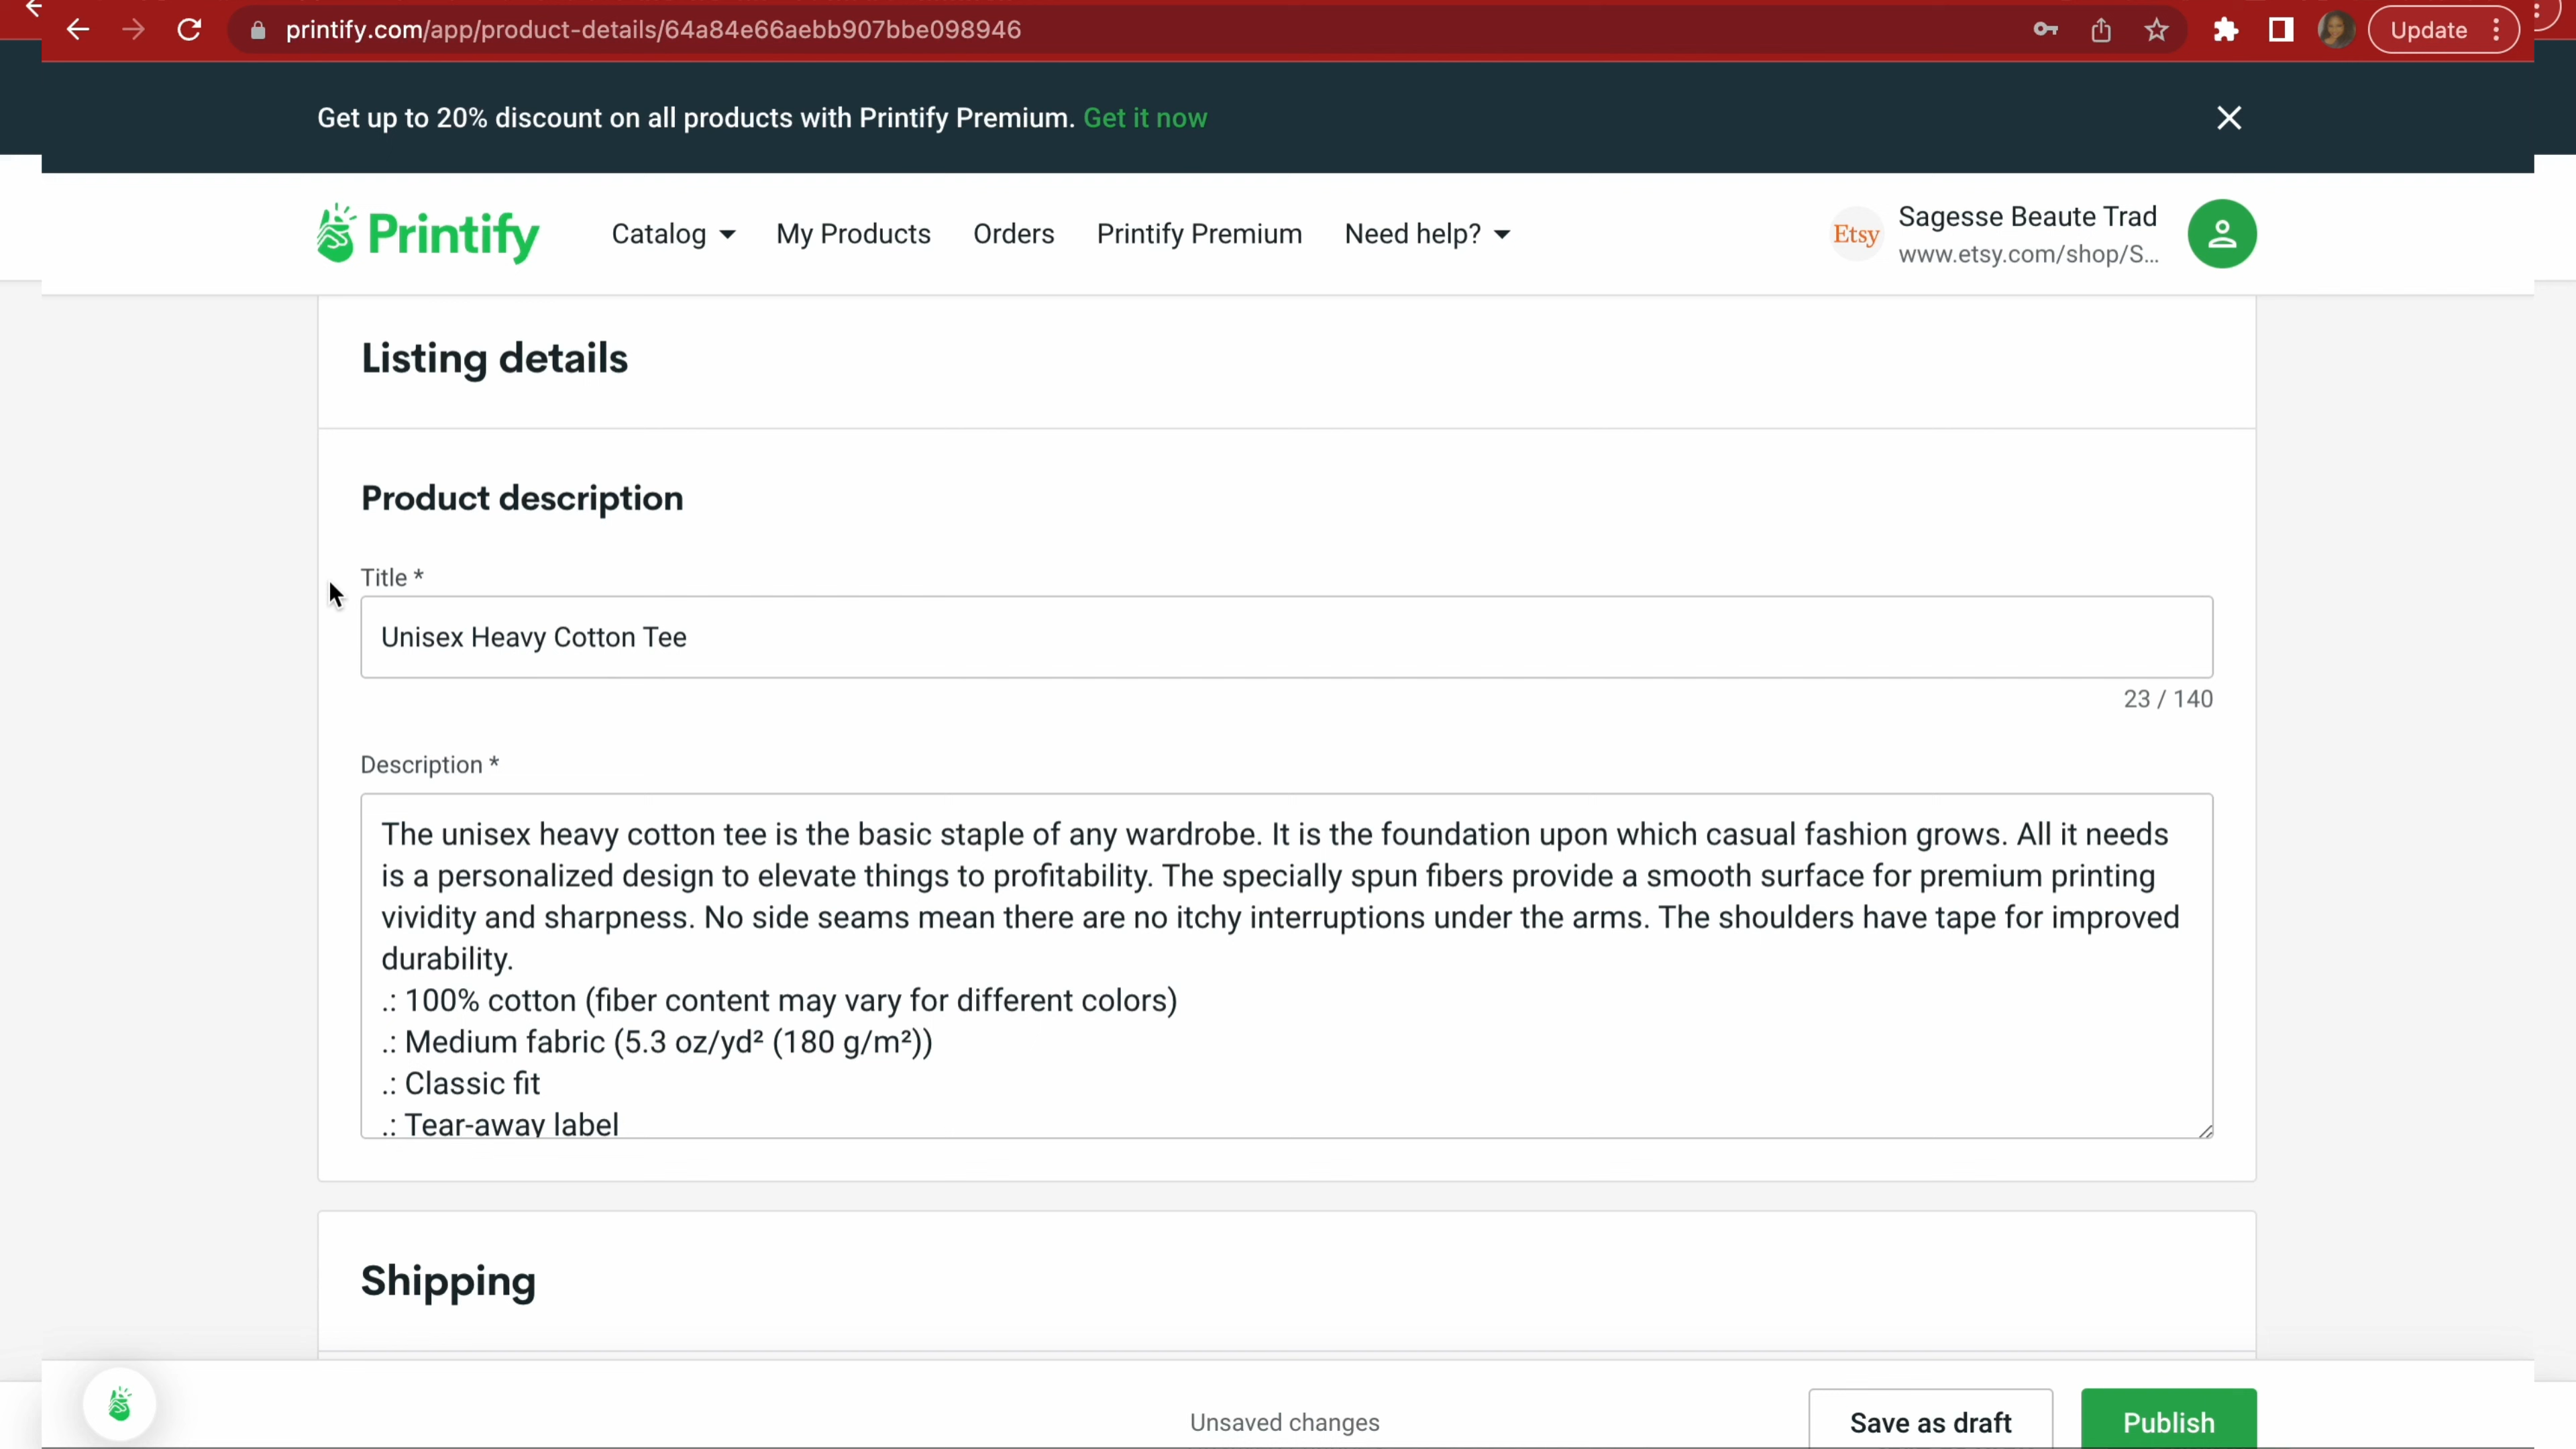 printify.com/app/product-details/64a84e66aebb907bbe098946
Update
Get up to 20% discount on all products with Printify Premium. Get it now
Printify
Catalog
My Products
Orders
Printify Premium
Need help?
Etsy
Sagesse Beaute Trad
www.etsy.com/shop/S...
Listing details
Product description
Title *
Unisex Heavy Cotton Tee
23 / 140
Description *
The unisex heavy cotton tee is the basic staple of any wardrobe. It is the foundation upon which casual fashion grows. All it needs
is a personalized design to elevate things to profitability. The specially spun fibers provide a smooth surface for premium printing
vividity and sharpness. No side seams mean there are no itchy interruptions under the arms. The shoulders have tape for improved
durability.
.: 100% cotton (fiber content may vary for different colors)
.: Medium fabric (5.3 oz/yd² (180 g/m²))
.: Classic fit
.: Tear-away label
Shipping
Unsaved changes
Save as draft
Publish